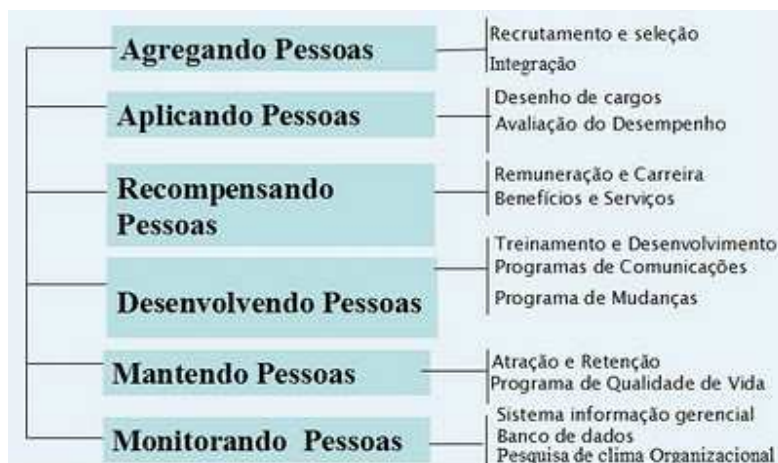 Agregando Pessoas
Recrutamento e seleção
Integração
Aplicando Pessoas
Desenho de cargos
Avaliação do Desempenho
Recompensando
Pessoas
Remuneração e Carreira
Benefícios e Serviços
Desenvolvendo Pessoas
Treinamento e Desenvolvimento
Programas de Comunicações
Programa de Mudanças
Mantendo Pessoas
Atração e Retenção
Programa de Qualidade de Vida
Monitorando Pessoas
Sistema informação gerencial
Banco de dados
Pesquisa de clima Organizacional